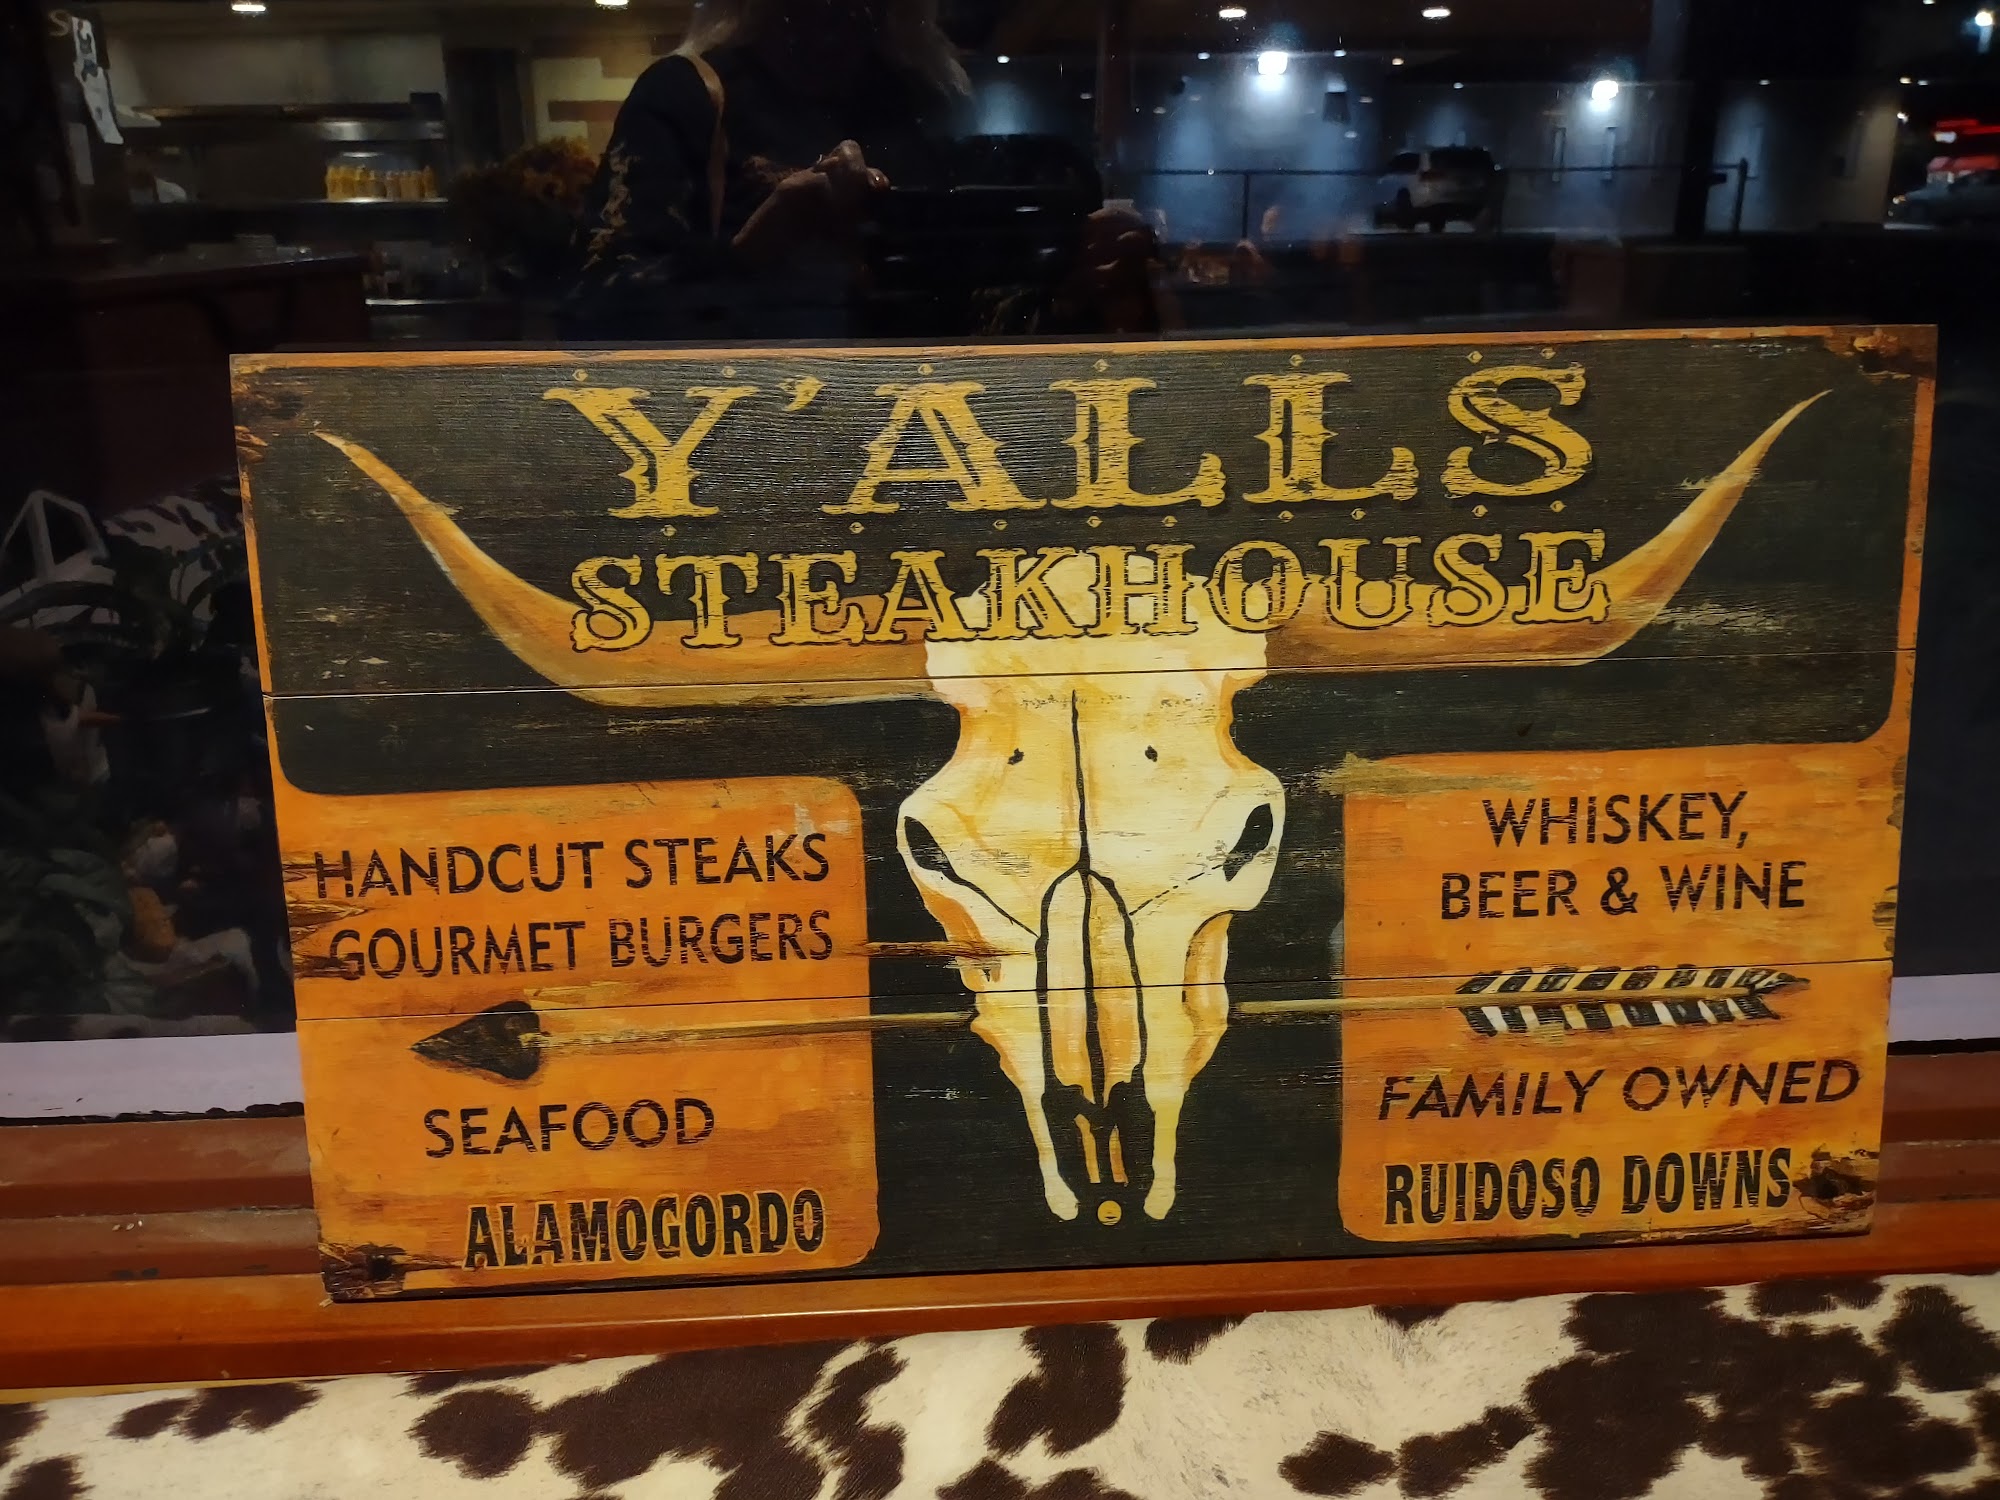 Y'ALLS
STEAKHOUSE
HANDCUT STEAKS
GOURMET BURGERS
SEAFOOD
ALAMOGORDO
WHISKEY,
BEER & WINE
FAMILY OWNED
RUIDOSO DOWNS